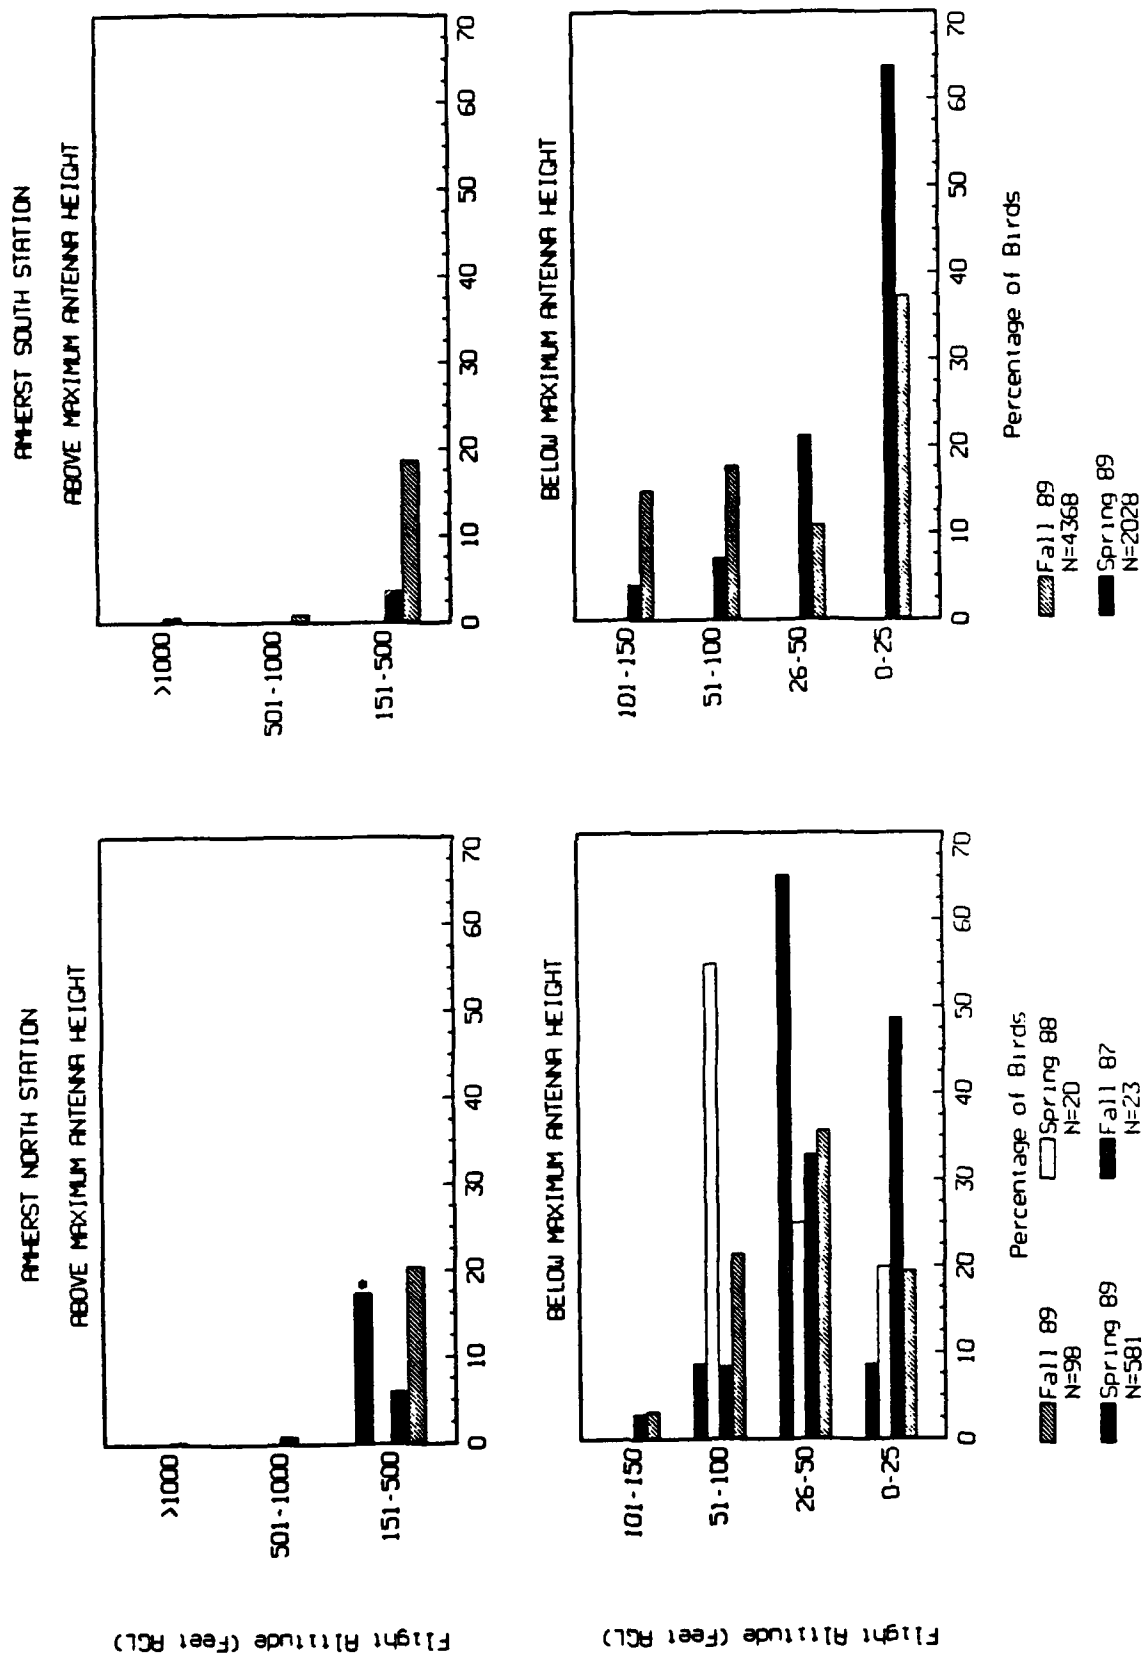 AMHERST NORTH STATION
ABOVE MAXIMUM ANTENNA HEIGHT
>1000
501-1000
151-500
*
0 10 20 30 40 50 60 70
Flight Altitude (Feet AGL)
BELOW MAXIMUM ANTENNA HEIGHT
101-150
51-100
26-50
0-25
0 10 20 30 40 50 60 70
Flight Altitude (Feet AGL)
Percentage of Birds
Fall 89
N=98
Spring 88
N=20
Spring 89
N=581
Fall 87
N=23
AMHERST SOUTH STATION
ABOVE MAXIMUM ANTENNA HEIGHT
>1000
501-1000
151-500
0 10 20 30 40 50 60 70
BELOW MAXIMUM ANTENNA HEIGHT
101-150
51-100
26-50
0-25
0 10 20 30 40 50 60 70
Percentage of Birds
Fall 89
N=4368
Spring 89
N=2028